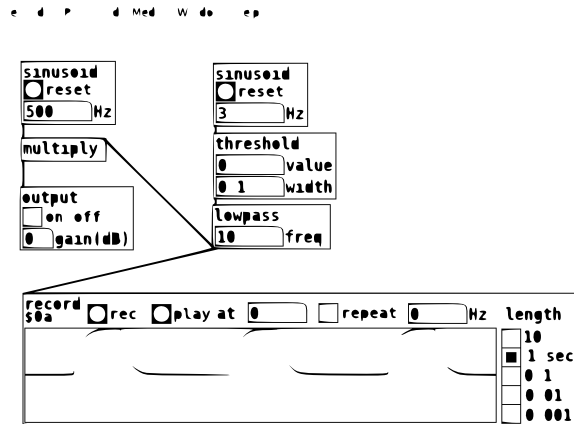 sinusoid sinusoid
reset reset
500 Hz 3 Hz
multiply threshold
0 value
0 1 width
output lowpass
on off 10 freq
0 gain(dB)
record rec play at 0 repeat 0 Hz length
$0a
10
1 sec
0 1
0 01
0 001